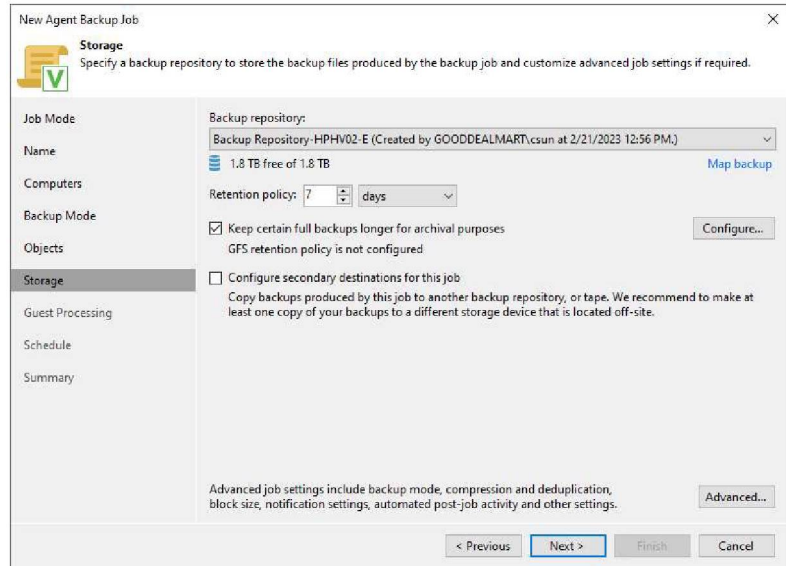 New Agent Backup Job
Storage
Specify a backup repository to store the backup files produced by the backup job and customize advanced job settings if required.
Job Mode
Name
Computers
Backup Mode
Objects
Storage
Guest Processing
Schedule
Summary
Backup repository:
Backup Repository-HPHV02-E (Created by GOODDEALMART\csun at 2/21/2023 12:56 PM.)
1.8 TB free of 1.8 TB
Map backup
Retention policy: 7 days
Keep certain full backups longer for archival purposes
Configure...
GFS retention policy is not configured
Configure secondary destinations for this job
Copy backups produced by this job to another backup repository, or tape. We recommend to make at
least one copy of your backups to a different storage device that is located off-site.
Advanced job settings include backup mode, compression and deduplication,
block size, notification settings, automated post-job activity and other settings.
Advanced...
< Previous
Next >
Finish
Cancel